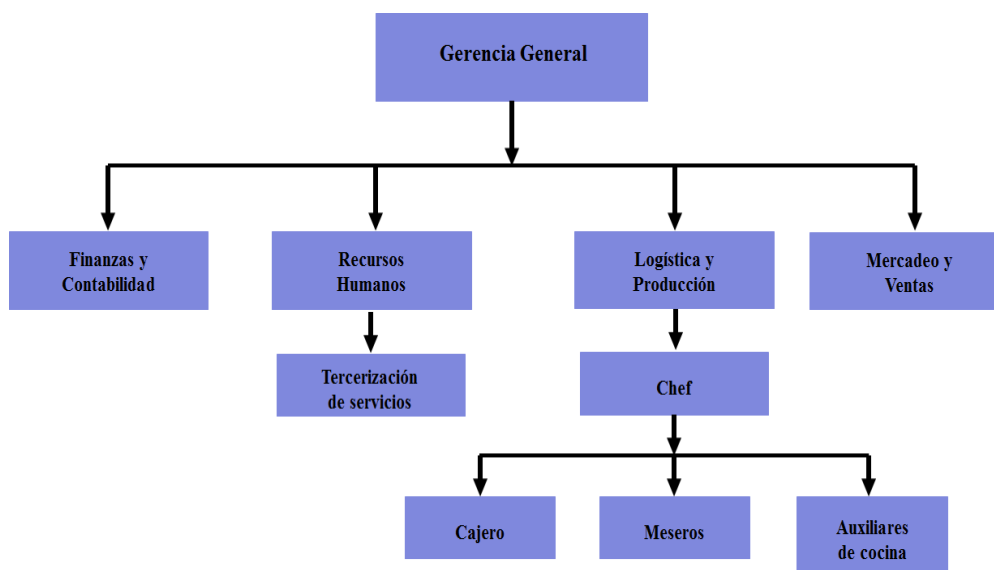 Gerencia General
Finanzas y
Contabilidad
Recursos
Humanos
Logística y
Producción
Mercadeo y
Ventas
Tercerización
de servicios
Chef
Cajero
Meseros
Auxiliares
de cocina